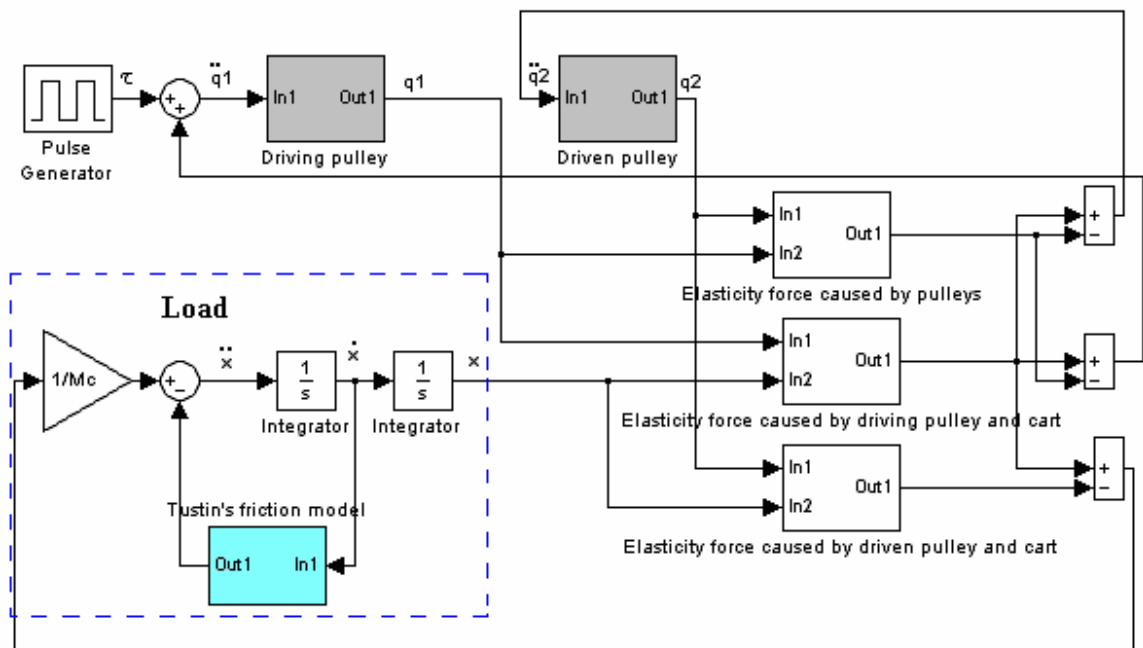 τ
q̈1
In1
Out1
q1
Driving pulley
Pulse
Generator
+
+
q̈2
In1
Out1
q2
Driven pulley
In1
In2
Out1
Elasticity force caused by pulleys
+
−
Load
1/Mc
+
−
ẍ
1
s
Integrator
ẋ
1
s
Integrator
x
In1
In2
Out1
Elasticity force caused by driving pulley and cart
+
−
In1
In2
Out1
Elasticity force caused by driven pulley and cart
+
−
Tustin's friction model
Out1
In1